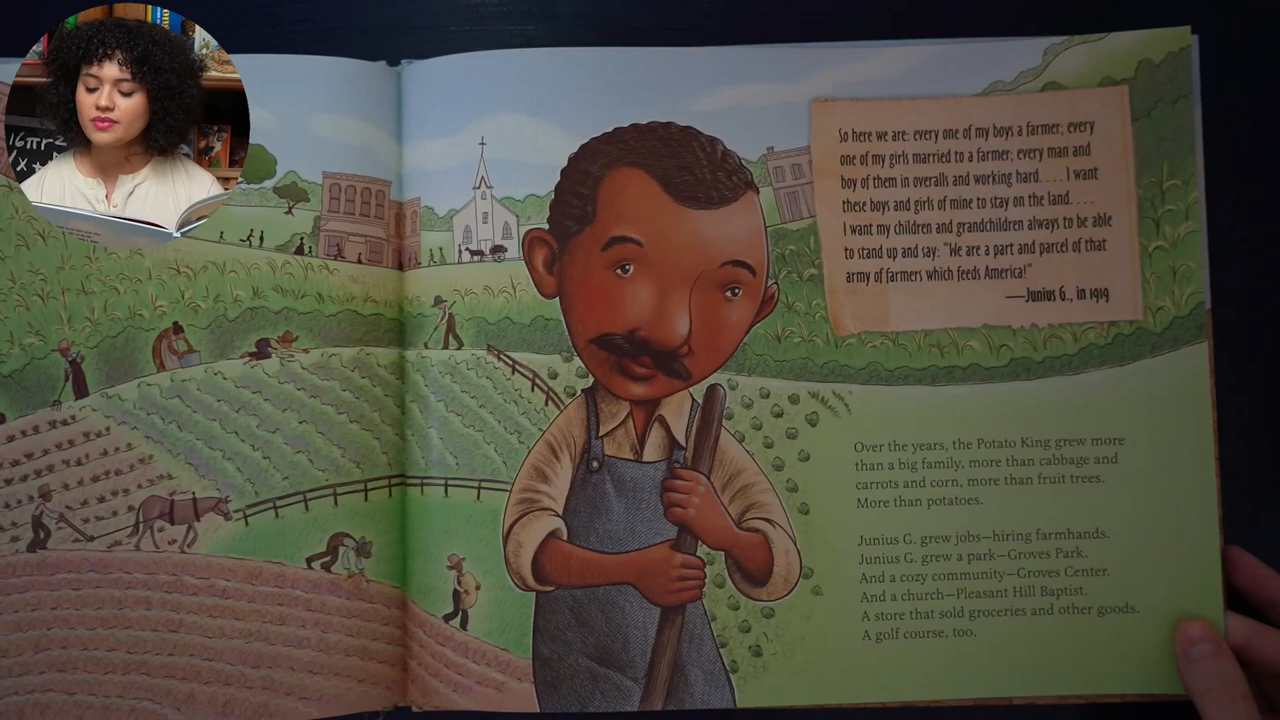 16πr²
So here we are: every one of my boys a farmer; every
one of my girls married to a farmer; every man and
boy of them in overalls and working hard. . . . I want
these boys and girls of mine to stay on the land. . . .
I want my children and grandchildren always to be able
to stand up and say: "We are a part and parcel of that
army of farmers which feeds America!"
—Junius G., in 1919
Over the years, the Potato King grew more
than a big family, more than cabbage and
carrots and corn, more than fruit trees.
More than potatoes.
Junius G. grew jobs—hiring farmhands.
Junius G. grew a park—Groves Park.
And a cozy community—Groves Center.
And a church—Pleasant Hill Baptist.
A store that sold groceries and other goods.
A golf course, too.